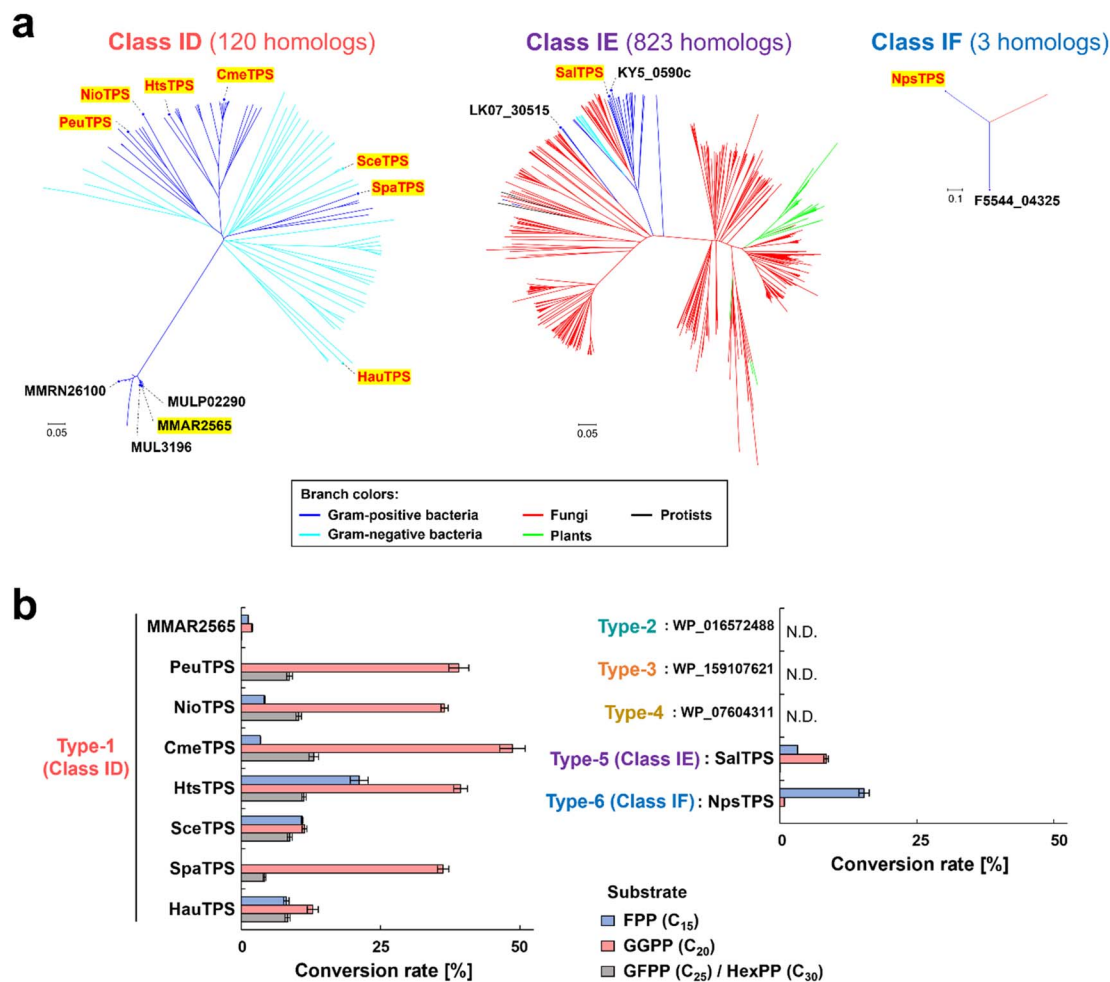 a
Class ID (120 homologs)
Class IE (823 homologs)
Class IF (3 homologs)
CmeTPS
HtsTPS
NioTPS
PeuTPS
SceTPS
SpaTPS
HauTPS
MMRN26100
MULP02290
MMAR2565
MUL3196
0.05
SalTPS
KY5_0590c
LK07_30515
0.05
NpsTPS
0.1
F5544_04325
Branch colors:
Gram-positive bacteria
Fungi
Protists
Gram-negative bacteria
Plants
b
Type-1
(Class ID)
MMAR2565
PeuTPS
NioTPS
CmeTPS
HtsTPS
SceTPS
SpaTPS
HauTPS
0 25 50
Conversion rate [%]
Type-2 : WP_016572488 N.D.
Type-3 : WP_159107621 N.D.
Type-4 : WP_07604311 N.D.
Type-5 (Class IE) : SalTPS
Type-6 (Class IF) : NpsTPS
0 25 50
Conversion rate [%]
Substrate
FPP (C15)
GGPP (C20)
GFPP (C25) / HexPP (C30)